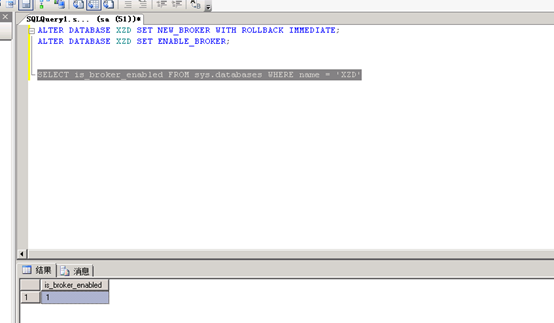 SQLQuery1.s... (sa (51))*
ALTER DATABASE XZD SET NEW_BROKER WITH ROLLBACK IMMEDIATE;
ALTER DATABASE XZD SET ENABLE_BROKER;
SELECT is_broker_enabled FROM sys.databases WHERE name = 'XZD'
结果 消息
is_broker_enabled
1 1